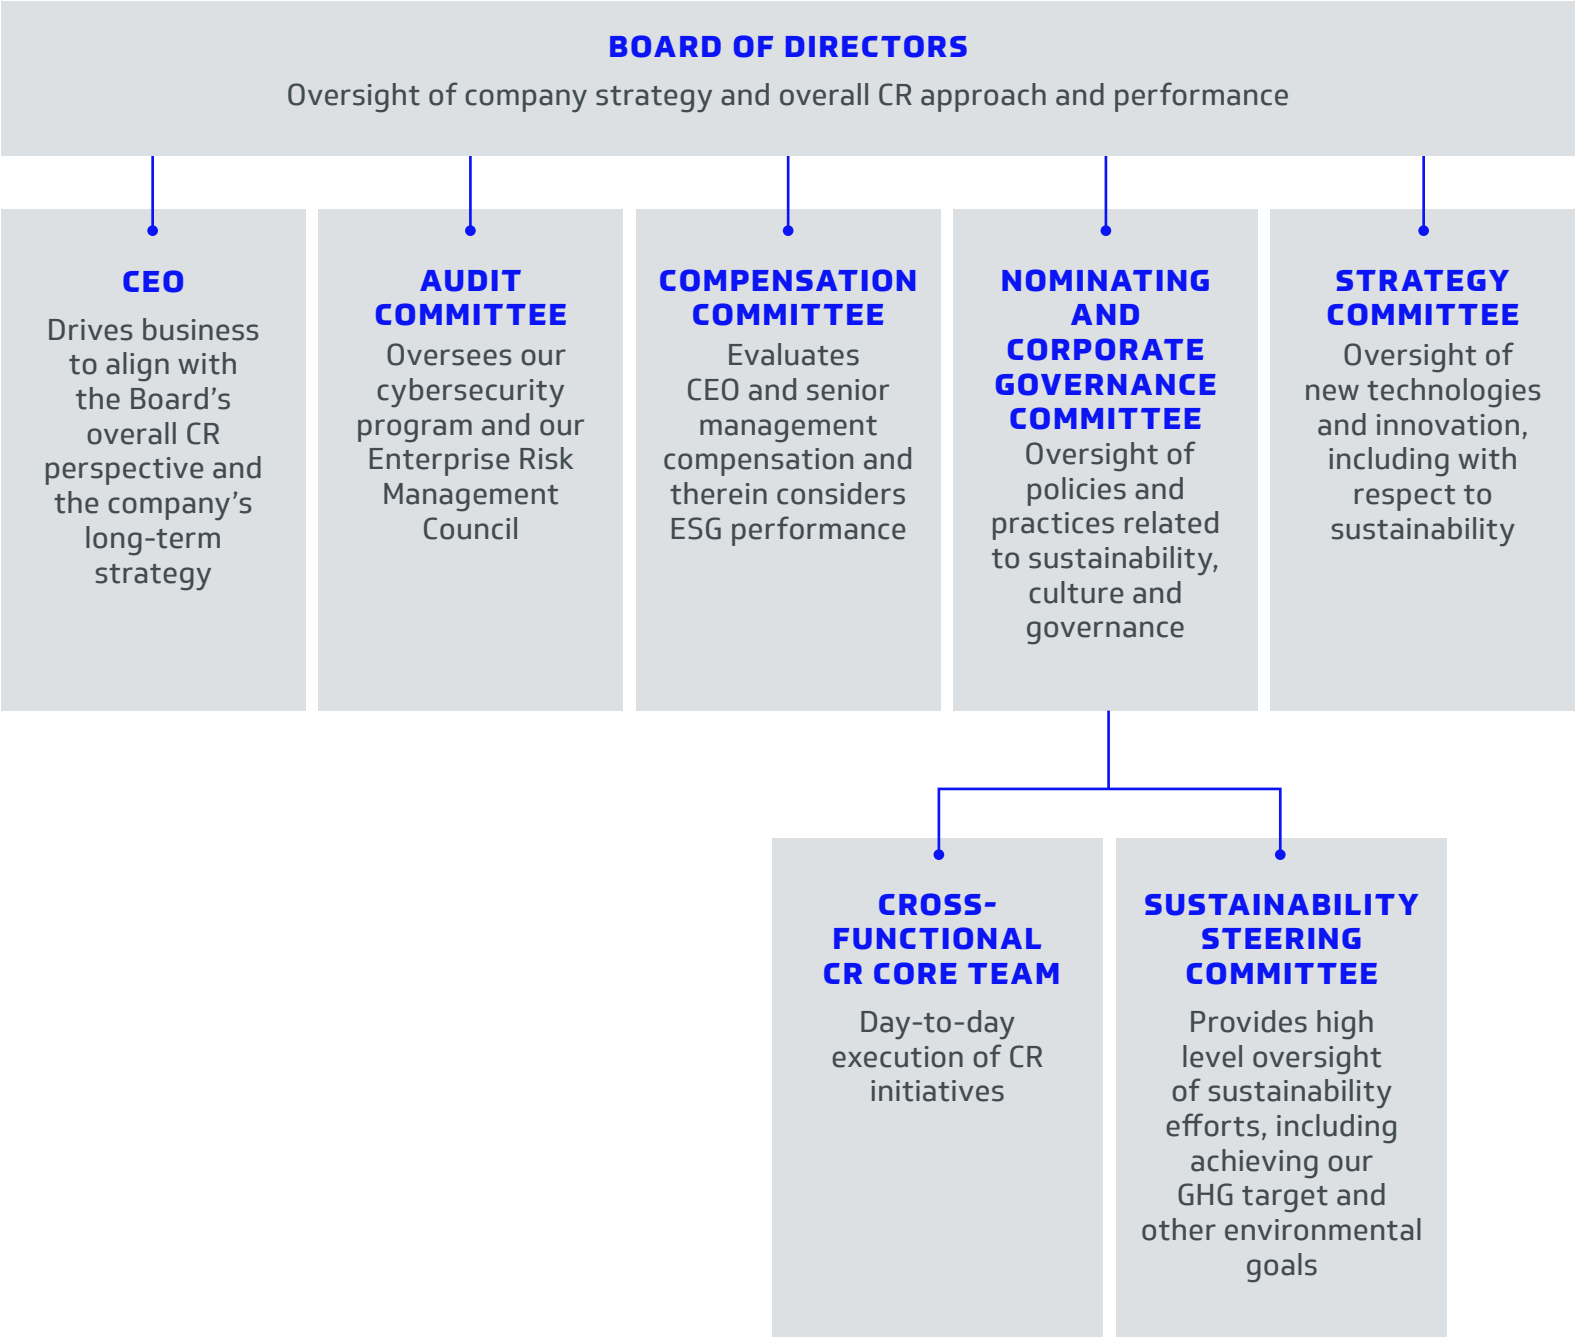 BOARD OF DIRECTORS
Oversight of company strategy and overall CR approach and performance
CEO
Drives business
to align with
the Board’s
overall CR
perspective and
the company’s
long-term
strategy
AUDIT
COMMITTEE
Oversees our
cybersecurity
program and our
Enterprise Risk
Management
Council
COMPENSATION
COMMITTEE
Evaluates
CEO and senior
management
compensation and
therein considers
ESG performance
NOMINATING
AND
CORPORATE
GOVERNANCE
COMMITTEE
Oversight of
policies and
practices related
to sustainability,
culture and
governance
STRATEGY
COMMITTEE
Oversight of
new technologies
and innovation,
including with
respect to
sustainability
CROSS-
FUNCTIONAL
CR CORE TEAM
Day-to-day
execution of CR
initiatives
SUSTAINABILITY
STEERING
COMMITTEE
Provides high
level oversight
of sustainability
efforts, including
achieving our
GHG target and
other environmental
goals